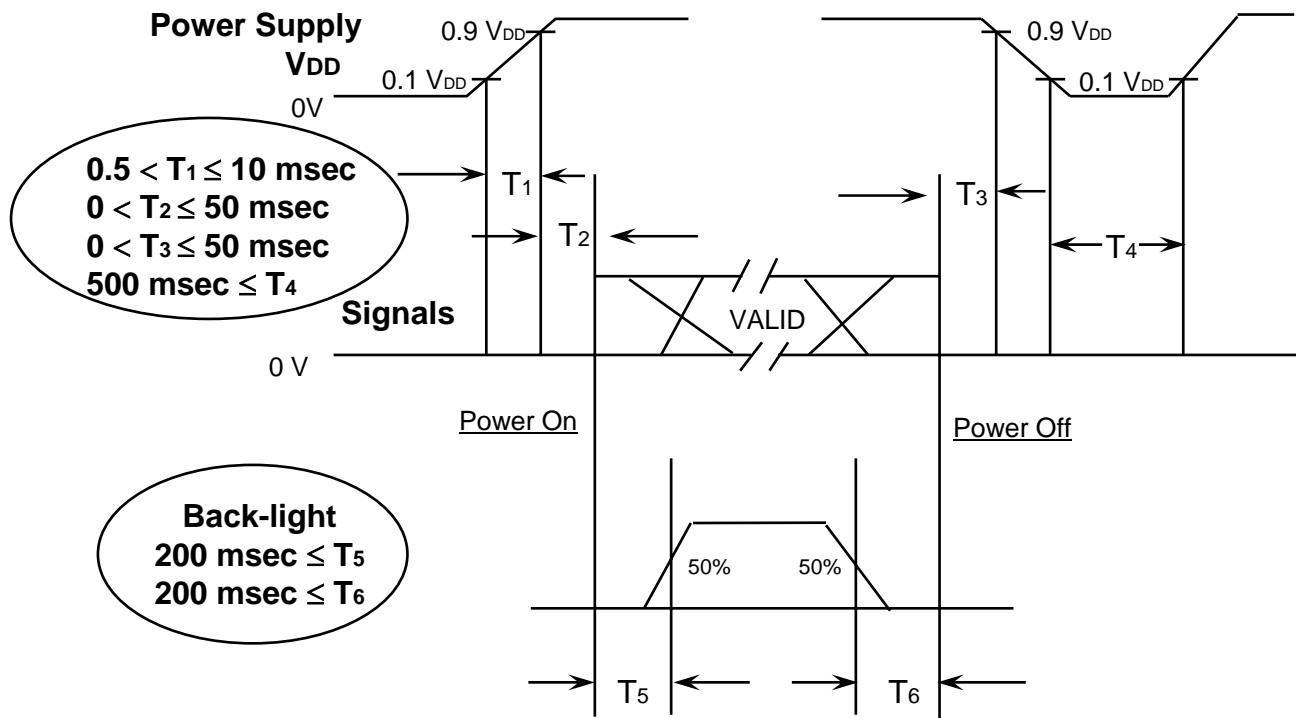 Power Supply
VDD
0.9 VDD
0.1 VDD
0V
0.9 VDD
0.1 VDD
0.5 < T1 ≤ 10 msec
0 < T2 ≤ 50 msec
0 < T3 ≤ 50 msec
500 msec ≤ T4
T1
T2
T3
T4
Signals
VALID
0 V
Power On
Power Off
Back-light
200 msec ≤ T5
200 msec ≤ T6
50%
50%
T5
T6